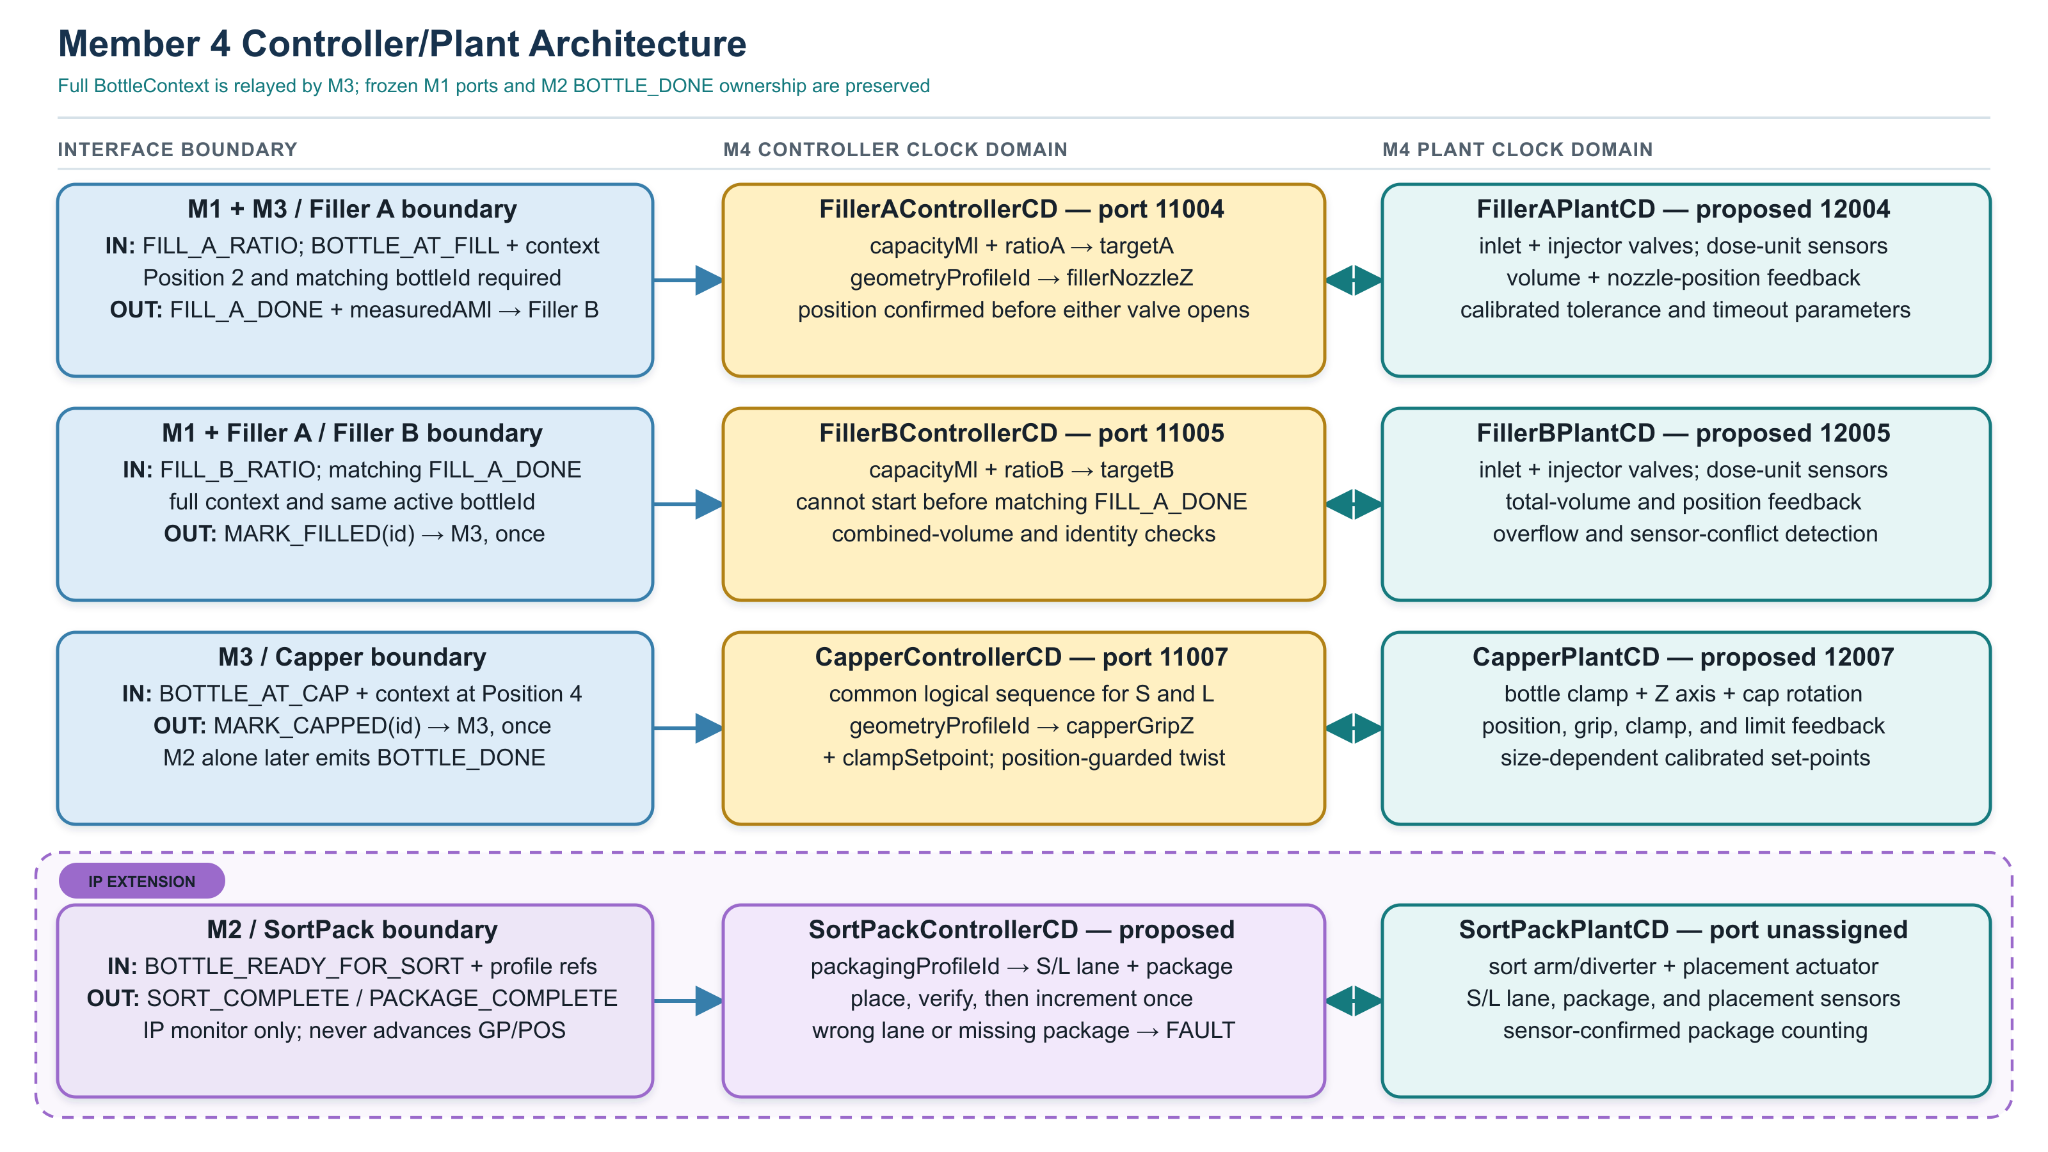 Member 4 Controller/Plant Architecture
Full BottleContext is relayed by M3; frozen M1 ports and M2 BOTTLE_DONE ownership are preserved
INTERFACE BOUNDARY
M4 CONTROLLER CLOCK DOMAIN
M4 PLANT CLOCK DOMAIN
M1 + M3 / Filler A boundary
IN: FILL_A_RATIO; BOTTLE_AT_FILL + context
Position 2 and matching bottleId required
OUT: FILL_A_DONE + measuredAMl → Filler B
FillerAControllerCD — port 11004
capacityMl + ratioA → targetA
geometryProfileId → fillerNozzleZ
position confirmed before either valve opens
FillerAPlantCD — proposed 12004
inlet + injector valves; dose-unit sensors
volume + nozzle-position feedback
calibrated tolerance and timeout parameters
M1 + Filler A / Filler B boundary
IN: FILL_B_RATIO; matching FILL_A_DONE
full context and same active bottleId
OUT: MARK_FILLED(id) → M3, once
FillerBControllerCD — port 11005
capacityMl + ratioB → targetB
cannot start before matching FILL_A_DONE
combined-volume and identity checks
FillerBPlantCD — proposed 12005
inlet + injector valves; dose-unit sensors
total-volume and position feedback
overflow and sensor-conflict detection
M3 / Capper boundary
IN: BOTTLE_AT_CAP + context at Position 4
OUT: MARK_CAPPED(id) → M3, once
M2 alone later emits BOTTLE_DONE
CapperControllerCD — port 11007
common logical sequence for S and L
geometryProfileId → capperGripZ
+ clampSetpoint; position-guarded twist
CapperPlantCD — proposed 12007
bottle clamp + Z axis + cap rotation
position, grip, clamp, and limit feedback
size-dependent calibrated set-points
IP EXTENSION
M2 / SortPack boundary
IN: BOTTLE_READY_FOR_SORT + profile refs
OUT: SORT_COMPLETE / PACKAGE_COMPLETE
IP monitor only; never advances GP/POS
SortPackControllerCD — proposed
packagingProfileId → S/L lane + package
place, verify, then increment once
wrong lane or missing package → FAULT
SortPackPlantCD — port unassigned
sort arm/diverter + placement actuator
S/L lane, package, and placement sensors
sensor-confirmed package counting